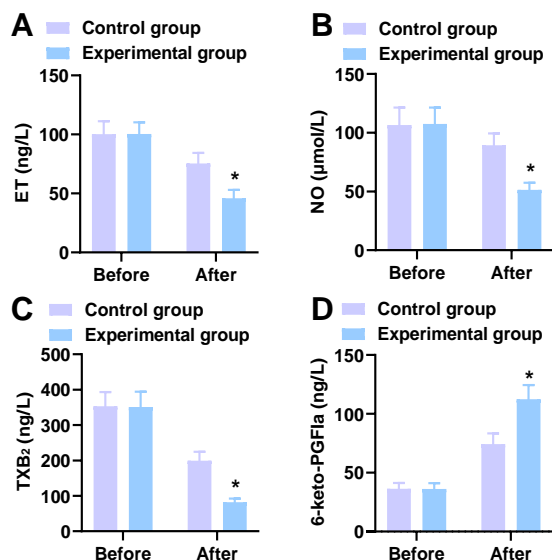 A
Control group
Experimental group
ET (ng/L)
150
100
50
0
*
Before After
B
Control group
Experimental group
NO (μmol/L)
150
100
50
0
*
Before After
C
Control group
Experimental group
TXB₂ (ng/L)
500
400
300
200
100
0
*
Before After
D
Control group
Experimental group
6-keto-PGFIa (ng/L)
150
100
50
0
*
Before After